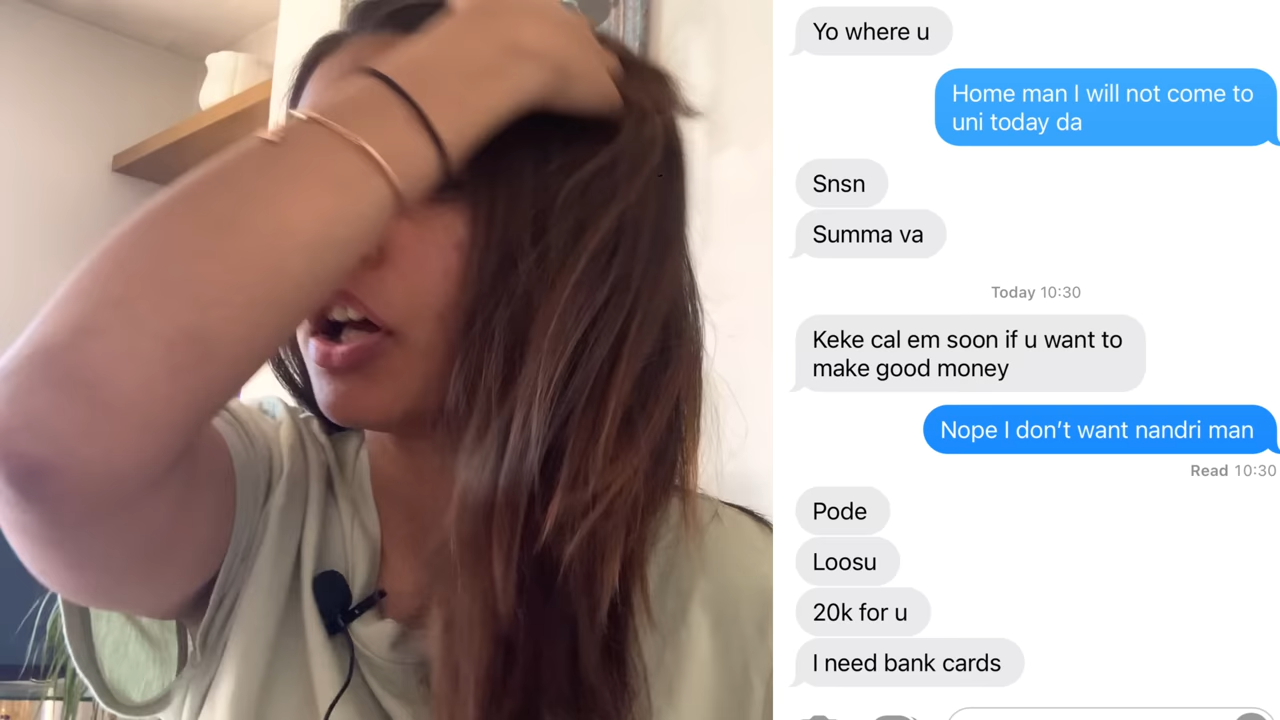 Yo where u
Home man I will not come to
uni today da
Snsn
Summa va
Today 10:30
Keke cal em soon if u want to
make good money
Nope I don't want nandri man
Read 10:30
Pode
Loosu
20k for u
I need bank cards